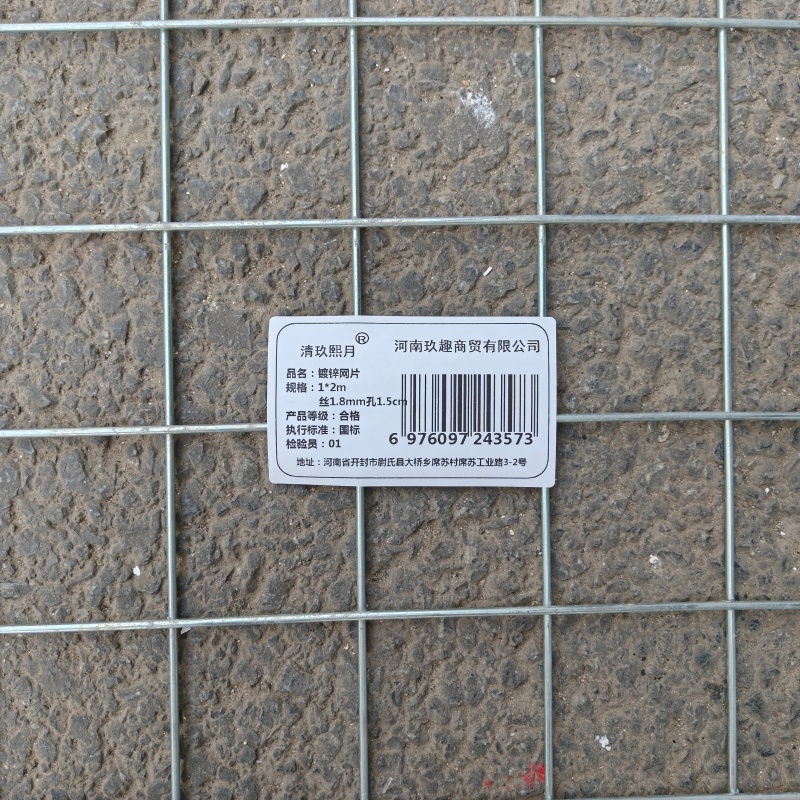 清玖熙月® 河南玖趣商贸有限公司
品名：镀锌网片
规格：1*2m
丝1.8mm孔1.5cm
产品等级：合格
执行标准：国标
检验员：01
6 976097 243573
地址：河南省开封市尉氏县大桥乡席苏村席苏工业路3-2号